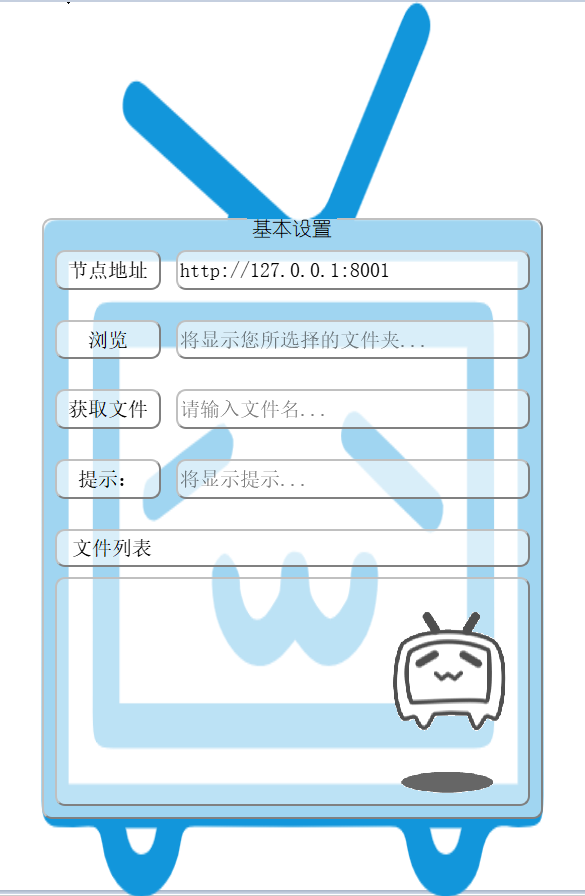 基本设置
节点地址 http://127.0.0.1:8001
浏览 将显示您所选择的文件夹...
获取文件 请输入文件名...
提示: 将显示提示...
文件列表